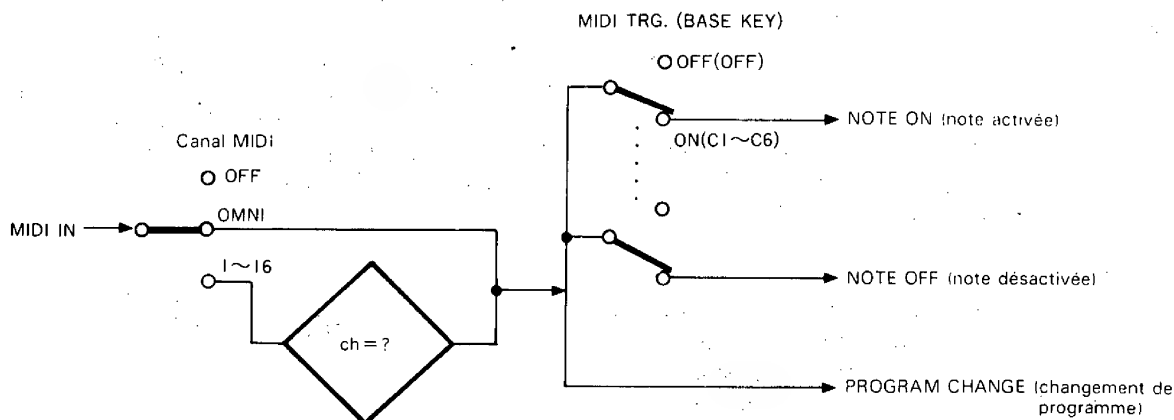 MIDI TRG. (BASE KEY)
OFF(OFF)
NOTE ON (note activée)
ON(C1~C6)
Canal MIDI
OFF
MIDI IN
OMNI
1~16
NOTE OFF (note désactivée)
ch = ?
PROGRAM CHANGE (changement de
programme)